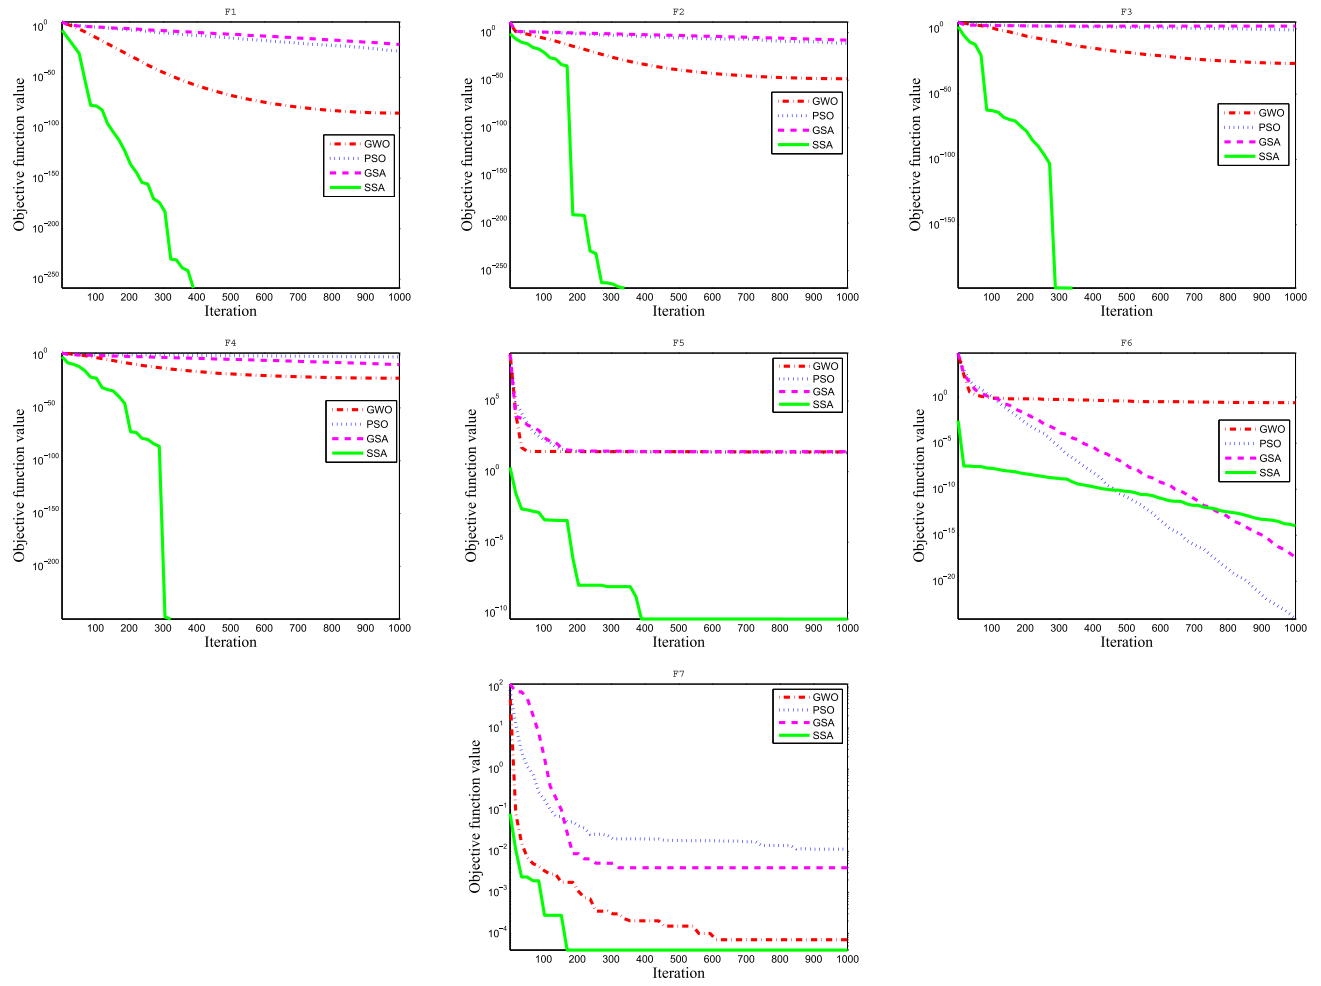 F1
Objective function value
10^0
10^−50
10^−100
10^−150
10^−200
10^−250
GWO
PSO
GSA
SSA
100 200 300 400 500 600 700 800 900 1000
Iteration
F2
Objective function value
10^0
10^−50
10^−100
10^−150
10^−200
10^−250
GWO
PSO
GSA
SSA
100 200 300 400 500 600 700 800 900 1000
Iteration
F3
Objective function value
10^0
10^−50
10^−100
10^−150
GWO
PSO
GSA
SSA
100 200 300 400 500 600 700 800 900 1000
Iteration
F4
Objective function value
10^0
10^−50
10^−100
10^−150
10^−200
GWO
PSO
GSA
SSA
100 200 300 400 500 600 700 800 900 1000
Iteration
F5
Objective function value
10^5
10^0
10^−5
10^−10
GWO
PSO
GSA
SSA
100 200 300 400 500 600 700 800 900 1000
Iteration
F6
Objective function value
10^0
10^−5
10^−10
10^−15
10^−20
GWO
PSO
GSA
SSA
100 200 300 400 500 600 700 800 900 1000
Iteration
F7
Objective function value
10^2
10^1
10^0
10^−1
10^−2
10^−3
10^−4
GWO
PSO
GSA
SSA
100 200 300 400 500 600 700 800 900 1000
Iteration